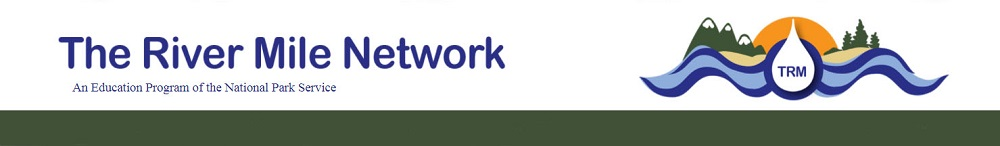 The River Mile Network
An Education Program of the National Park Service
TRM